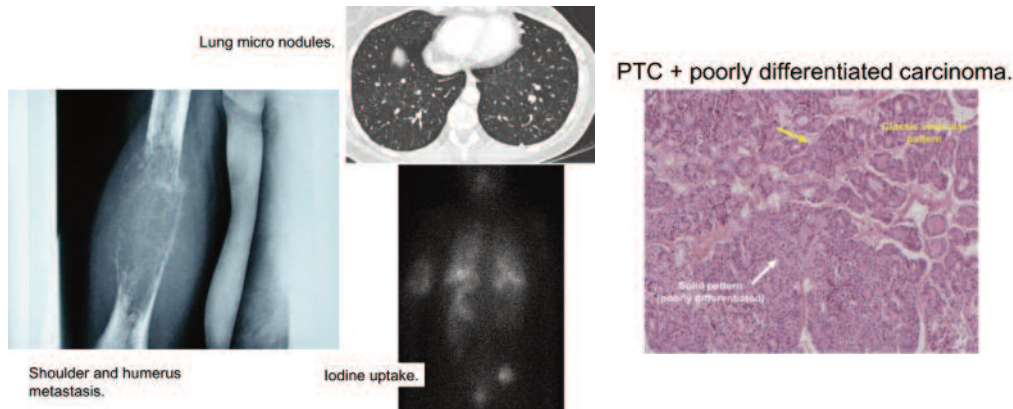 Lung micro nodules.
PTC + poorly differentiated carcinoma.
Classic vesicular
pattern
Solid pattern
(poorly differentiated)
Shoulder and humerus
metastasis.
Iodine uptake.